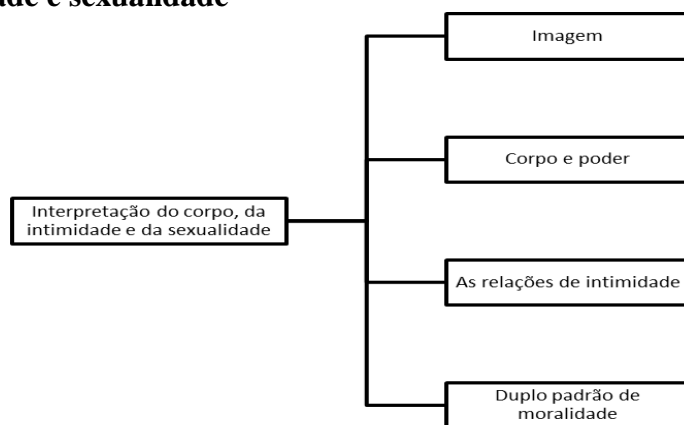 e sexualidade
Imagem
Corpo e poder
Interpretação do corpo, da
intimidade e da sexualidade
As relações de intimidade
Duplo padrão de
moralidade